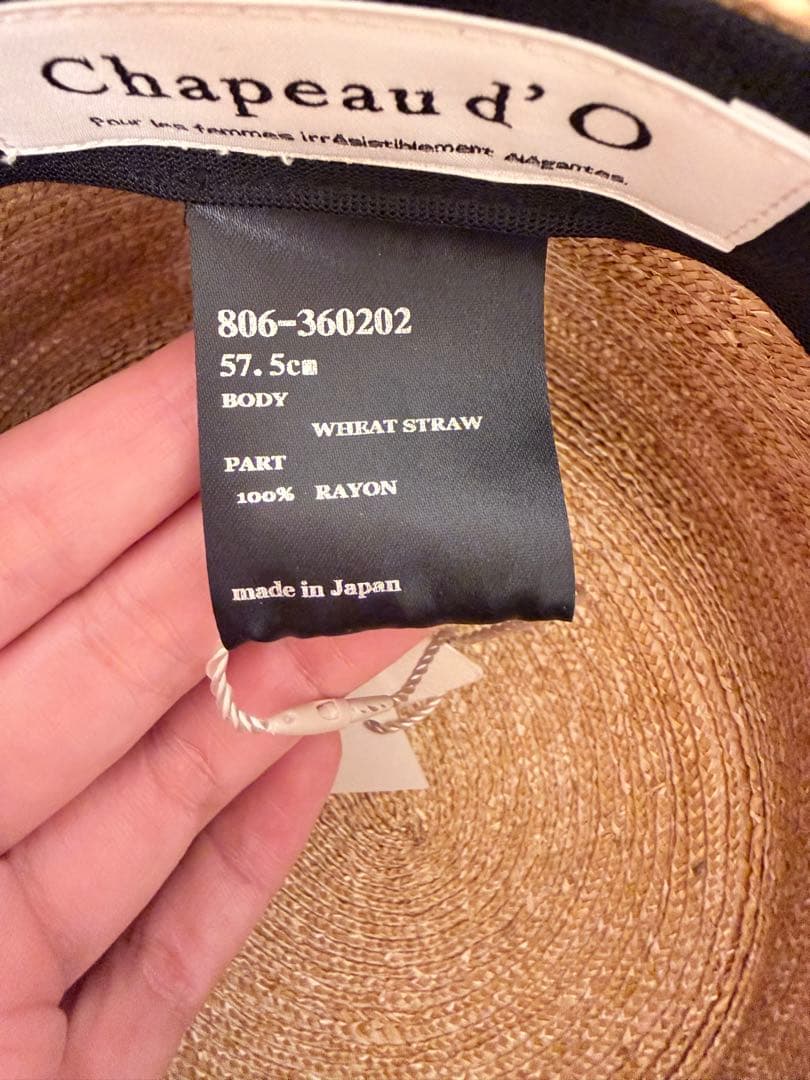 Chapeau d' O
Pour les femmes irrésistiblement élégantes.
806-360202
57.5cm
BODY
WHEAT STRAW
PART
100% RAYON
made in Japan